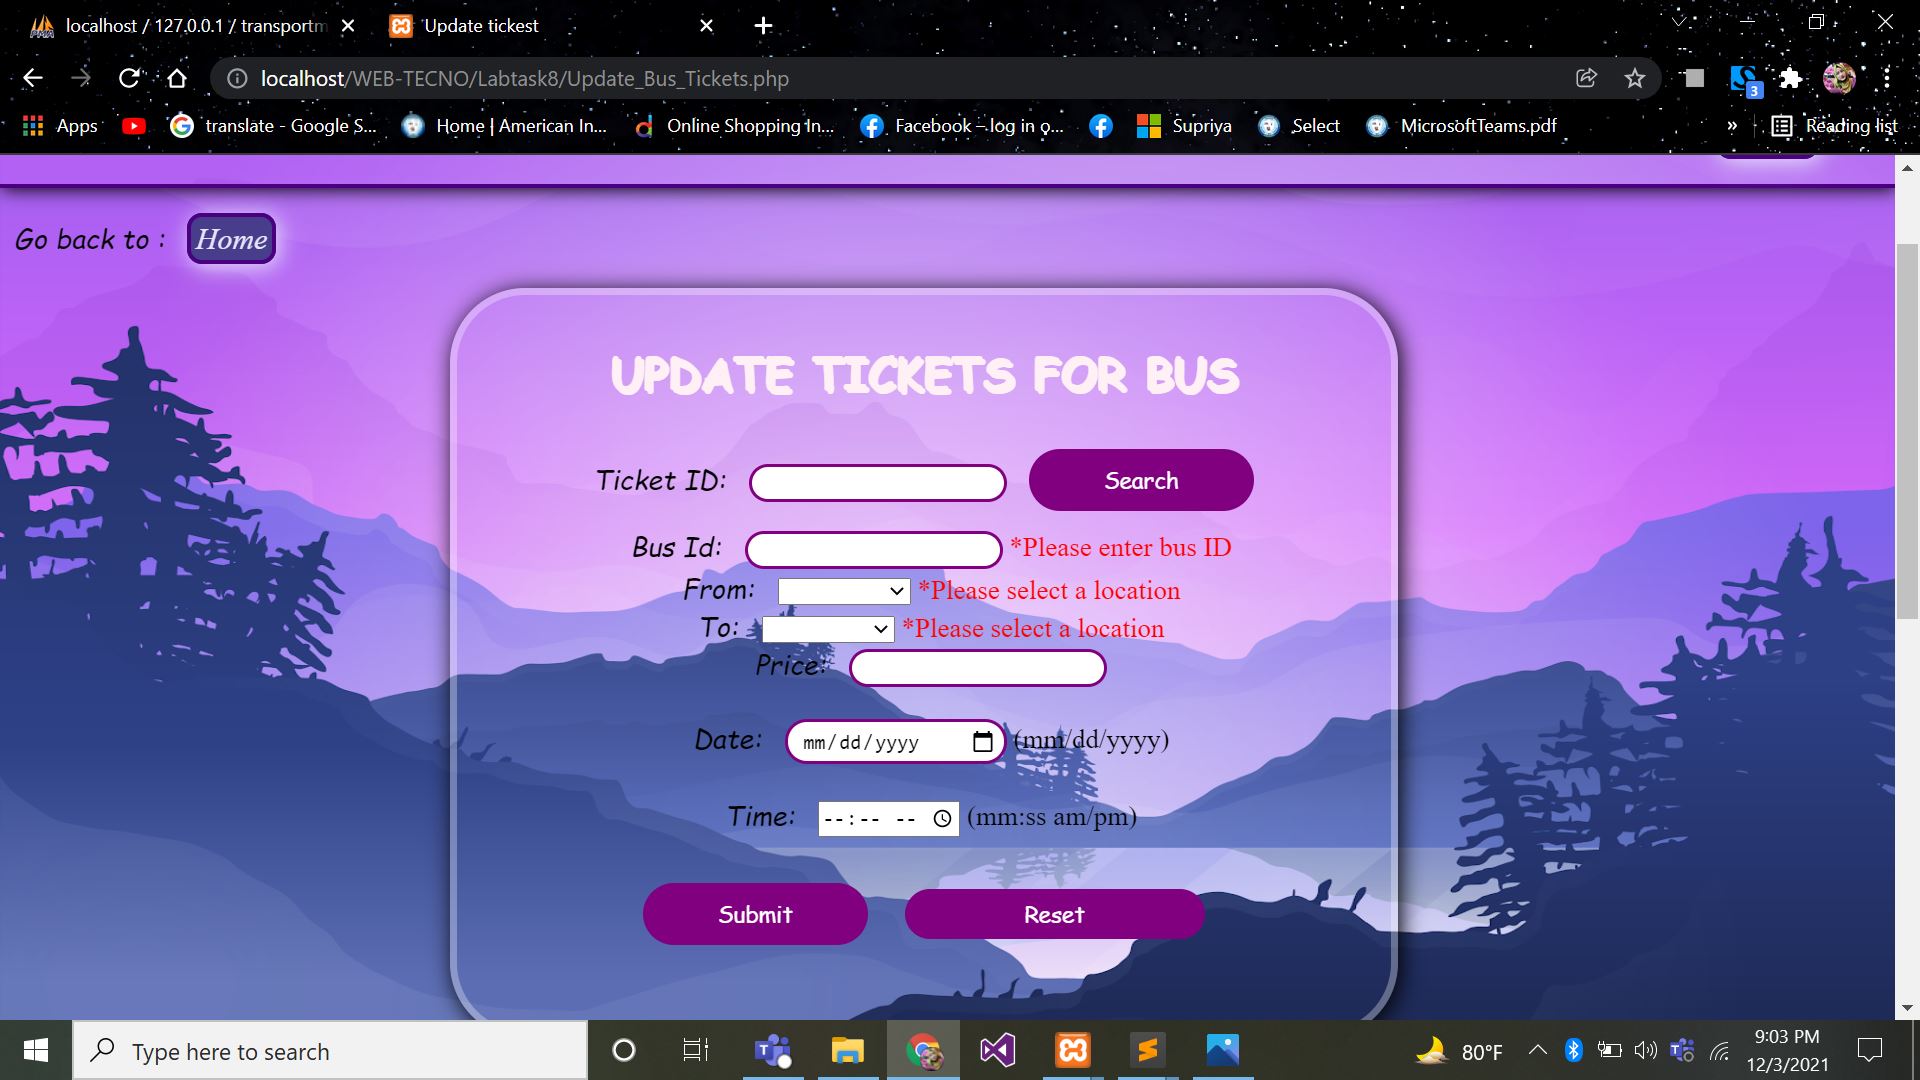 localhost / 127.0.0.1 / transportm
Update tickest
localhost/WEB-TECNO/Labtask8/Update_Bus_Tickets.php
3
Apps
translate - Google S...
Home | American In...
Online Shopping In...
Facebook – log in o...
Supriya
Select
MicrosoftTeams.pdf
»
Reading list
Go back to : Home
UPDATE TICKETS FOR BUS
Ticket ID: Search
Bus Id: *Please enter bus ID
From: *Please select a location
To: *Please select a location
Price:
Date: mm/dd/yyyy (mm/dd/yyyy)
Time: --:-- -- (mm:ss am/pm)
Submit Reset
Type here to search
80°F
9:03 PM
12/3/2021